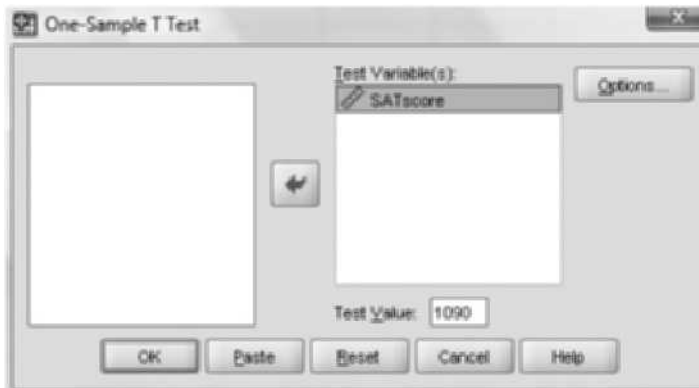 One-Sample T Test
Test Variable(s):
SATscore
Options...
Test Value: 1090
OK Paste Reset Cancel Help